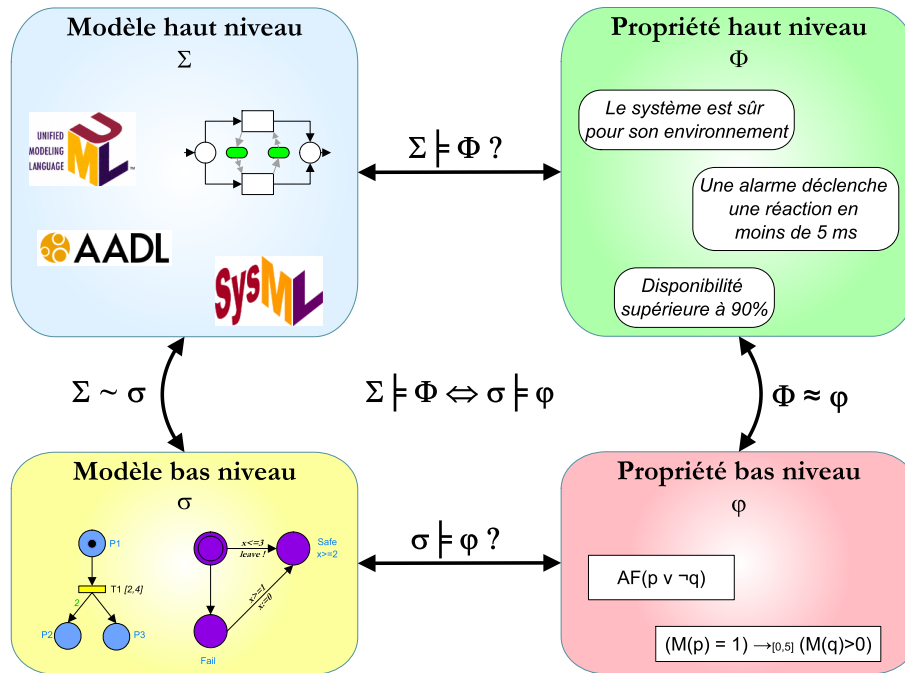 Modèle haut niveau
Σ
UNIFIED
MODELING
LANGUAGE
UML
TM
AADL
SysML
Σ ⊨ Φ ?
Propriété haut niveau
Φ
Le système est sûr
pour son environnement
Une alarme déclenche
une réaction en
moins de 5 ms
Disponibilité
supérieure à 90%
Σ ~ σ
Σ ⊨ Φ ⇔ σ ⊨ φ
Φ ≈ φ
Modèle bas niveau
σ
P1
T1 [2,4]
2
P2
P3
x<=3
leave !
Safe
x>=2
x>=1
x:=0
Fail
σ ⊨ φ ?
Propriété bas niveau
φ
AF(p v ¬q)
(M(p) = 1) →[0,5] (M(q)>0)